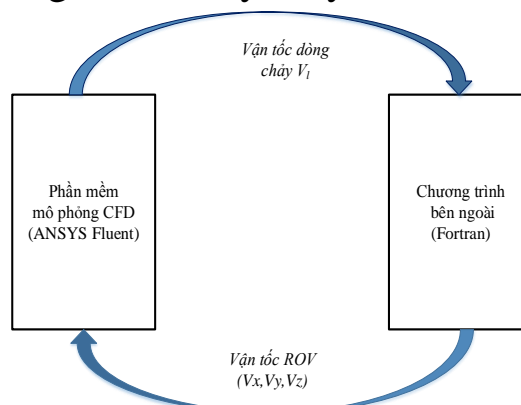 Vận tốc dòng
chảy V_l
Phần mềm
mô phỏng CFD
(ANSYS Fluent)
Chương trình
bên ngoài
(Fortran)
Vận tốc ROV
(Vx,Vy,Vz)